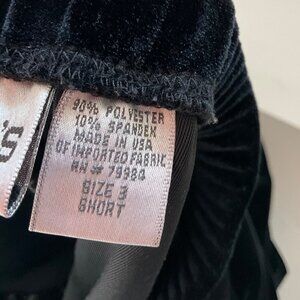 90% POLYESTER
10% SPANDEX
MADE IN USA
OF IMPORTED FABRIC
RN# 79984
SIZE 3
SHORT
'S